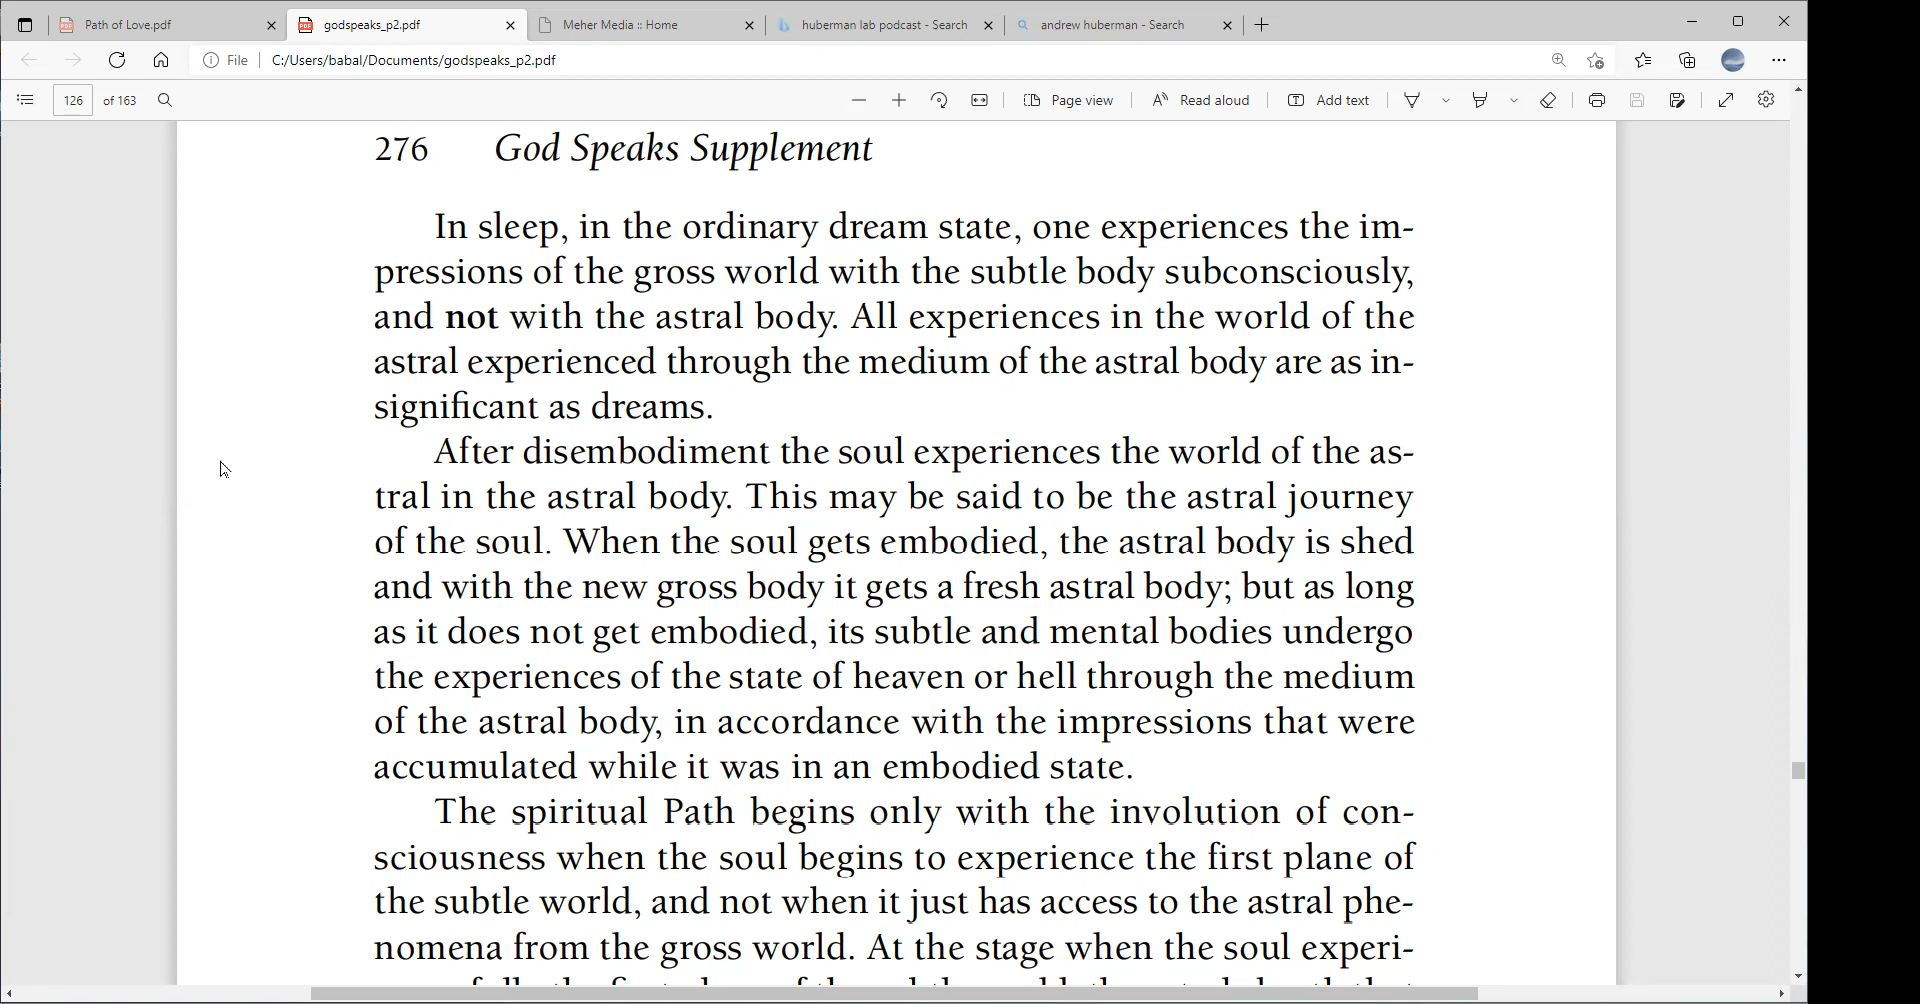 Path of Love.pdf
godspeaks_p2.pdf
Meher Media :: Home
huberman lab podcast - Search
andrew huberman - Search
File
C:/Users/babal/Documents/godspeaks_p2.pdf
126 of 163
Page view
Read aloud
Add text
276 God Speaks Supplement
In sleep, in the ordinary dream state, one experiences the im-
pressions of the gross world with the subtle body subconsciously,
and not with the astral body. All experiences in the world of the
astral experienced through the medium of the astral body are as in-
significant as dreams.
After disembodiment the soul experiences the world of the as-
tral in the astral body. This may be said to be the astral journey
of the soul. When the soul gets embodied, the astral body is shed
and with the new gross body it gets a fresh astral body; but as long
as it does not get embodied, its subtle and mental bodies undergo
the experiences of the state of heaven or hell through the medium
of the astral body, in accordance with the impressions that were
accumulated while it was in an embodied state.
The spiritual Path begins only with the involution of con-
sciousness when the soul begins to experience the first plane of
the subtle world, and not when it just has access to the astral phe-
nomena from the gross world. At the stage when the soul experi-